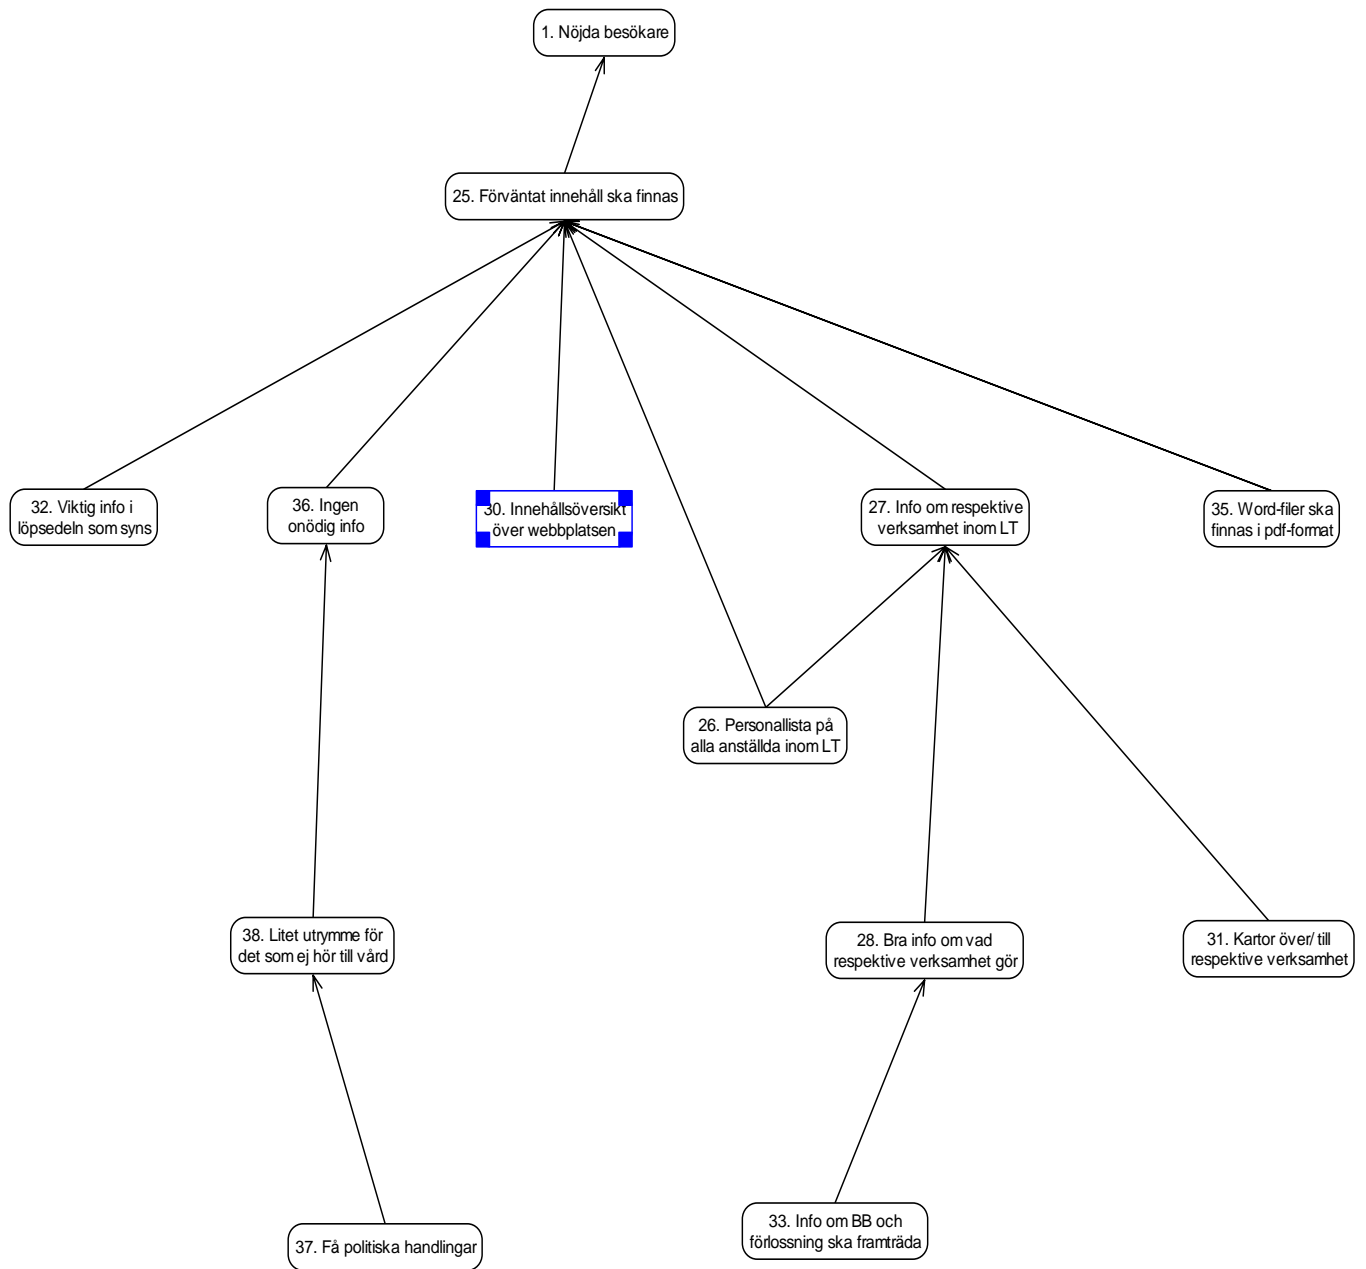 1. Nöjda besökare
25. Förväntat innehåll ska finnas
32. Viktig info i
löpsedeln som syns
36. Ingen
onödig info
30. Innehållsöversikt
över webbplatsen
27. Info om respektive
verksamhet inom LT
35. Word-filer ska
finnas i pdf-format
26. Personallista på
alla anställda inom LT
38. Litet utrymme för
det som ej hör till vård
28. Bra info om vad
respektive verksamhet gör
31. Kartor över/ till
respektive verksamhet
37. Få politiska handlingar
33. Info om BB och
förlossning ska framträda